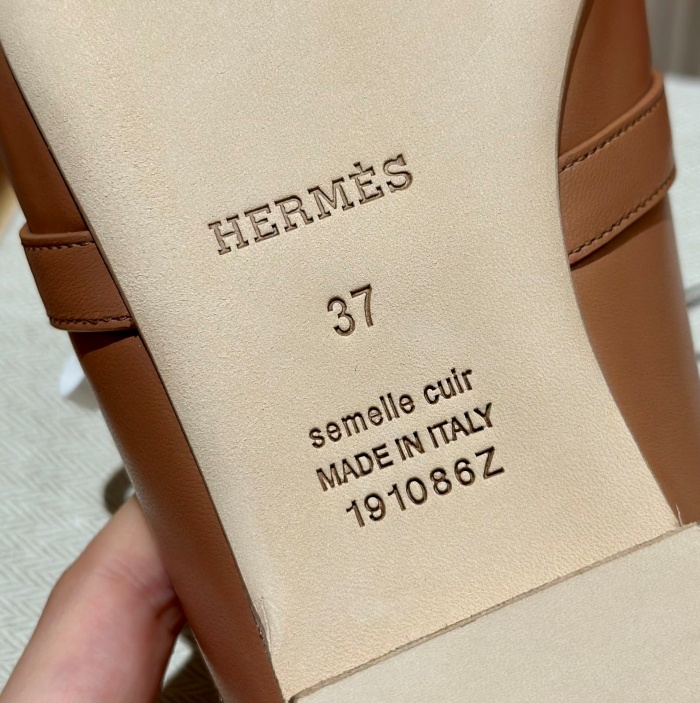 HERMÈS
37
semelle cuir
MADE IN ITALY
191086Z